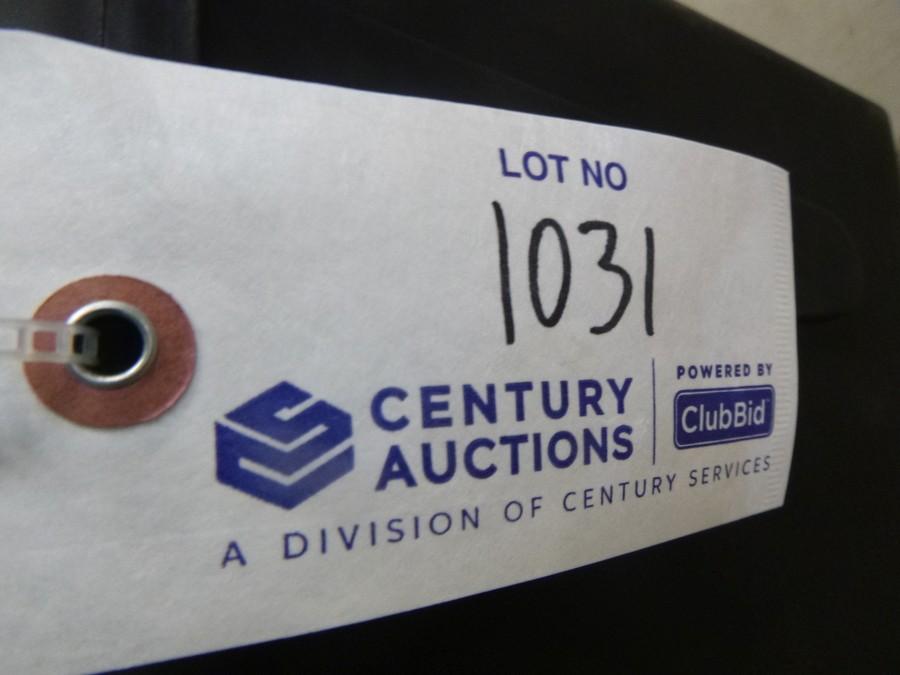 LOT NO
1031
CENTURY
AUCTIONS
POWERED BY
ClubBid
A DIVISION OF CENTURY SERVICES